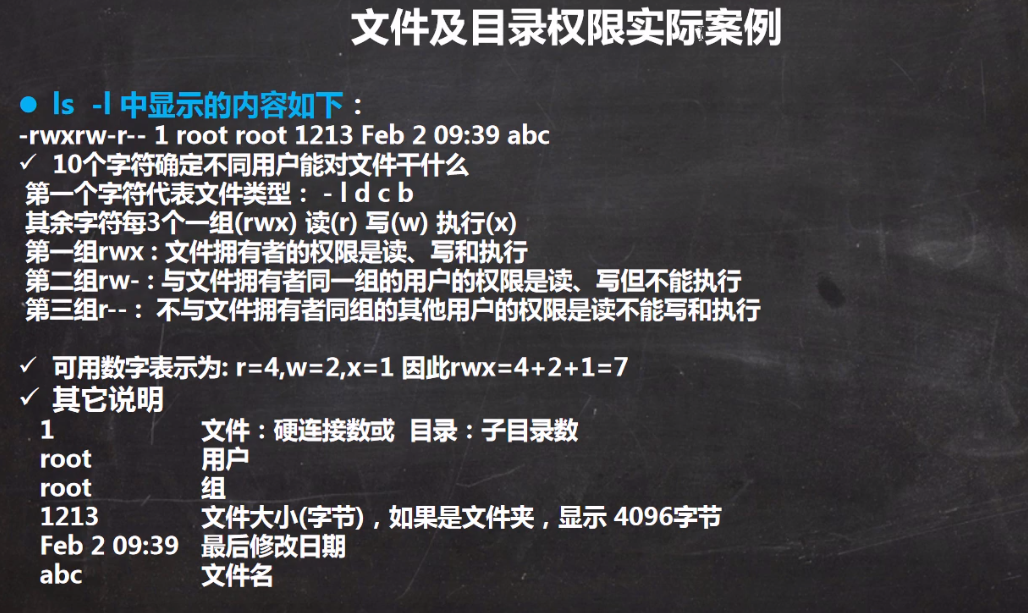 文件及目录权限实际案例
● ls -l 中显示的内容如下：
-rwxrw-r-- 1 root root 1213 Feb 2 09:39 abc
✓ 10个字符确定不同用户能对文件干什么
第一个字符代表文件类型： - l d c b
其余字符每3个一组(rwx) 读(r) 写(w) 执行(x)
第一组rwx : 文件拥有者的权限是读、写和执行
第二组rw- : 与文件拥有者同一组的用户的权限是读、写但不能执行
第三组r-- : 不与文件拥有者同组的其他用户的权限是读不能写和执行
✓ 可用数字表示为: r=4,w=2,x=1 因此rwx=4+2+1=7
✓ 其它说明
1 文件：硬连接数或 目录：子目录数
root 用户
root 组
1213 文件大小(字节)，如果是文件夹，显示 4096字节
Feb 2 09:39 最后修改日期
abc 文件名